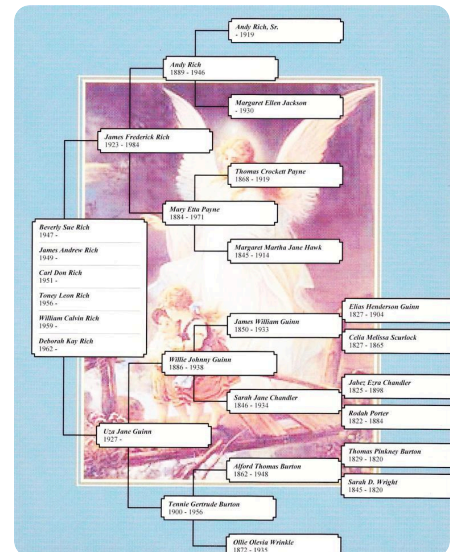 Andy Rich, Sr.
- 1919
Andy Rich
1889 - 1946
Margaret Ellen Jackson
- 1930
James Frederick Rich
1923 - 1984
Thomas Crockett Payne
1868 - 1919
Mary Etta Payne
1884 - 1971
Margaret Martha Jane Hawk
1845 - 1914
Beverly Sue Rich
1947 -
James Andrew Rich
1949 -
Carl Don Rich
1951 -
Toney Leon Rich
1956 -
William Calvin Rich
1959 -
Deborah Kay Rich
1962 -
Elias Henderson Guinn
1827 - 1904
James William Guinn
1850 - 1933
Celia Melissa Scurlock
1827 - 1865
Willie Johnny Guinn
1886 - 1938
Jabez Ezra Chandler
1825 - 1898
Sarah Jane Chandler
1846 - 1934
Rodah Porter
1822 - 1884
Uza Jane Guinn
1927 -
Thomas Pinkney Burton
1829 - 1820
Alford Thomas Burton
1862 - 1948
Sarah D. Wright
1845 - 1820
Tennie Gertrude Burton
1900 - 1956
Ollie Olevia Wrinkle
1872 - 1935